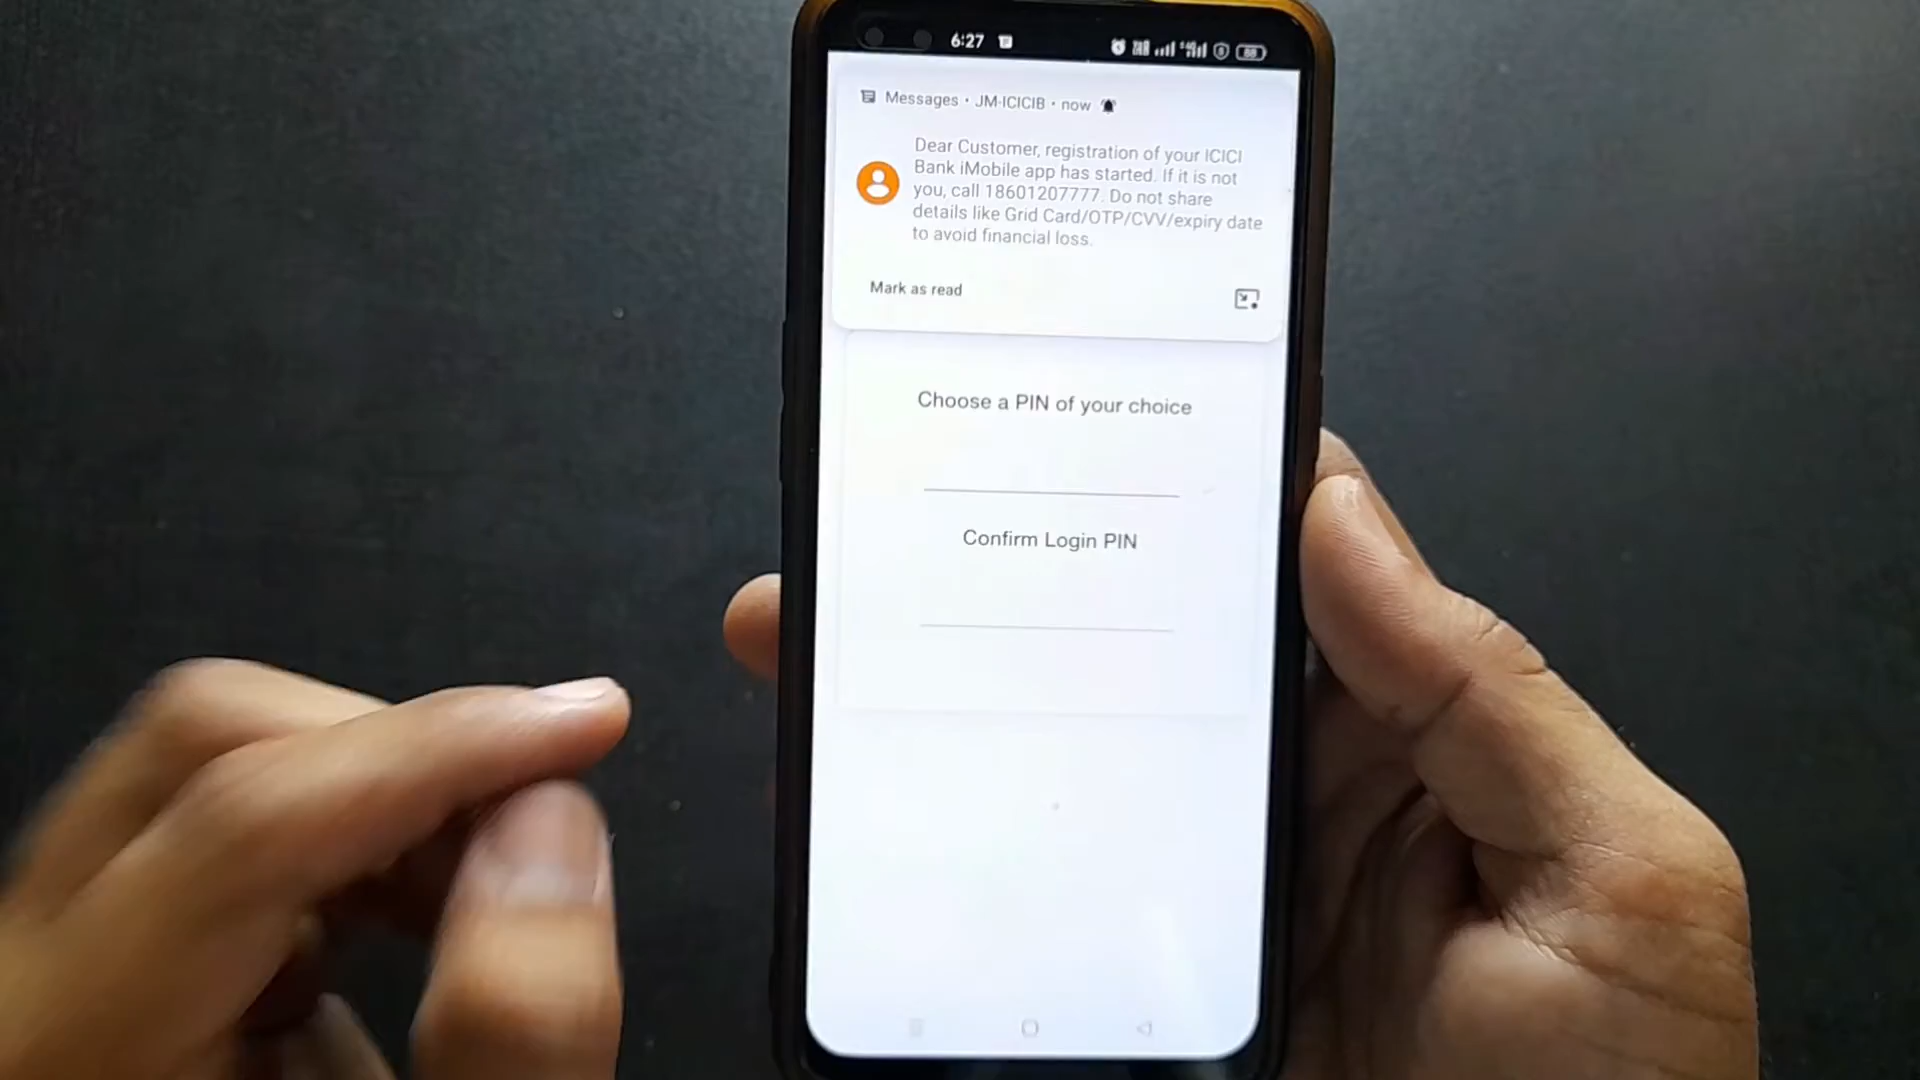 6:27
Messages • JM-ICICIB • now
Dear Customer, registration of your ICICI
Bank iMobile app has started. If it is not
you, call 18601207777. Do not share
details like Grid Card/OTP/CVV/expiry date
to avoid financial loss.
Mark as read
Choose a PIN of your choice
Confirm Login PIN